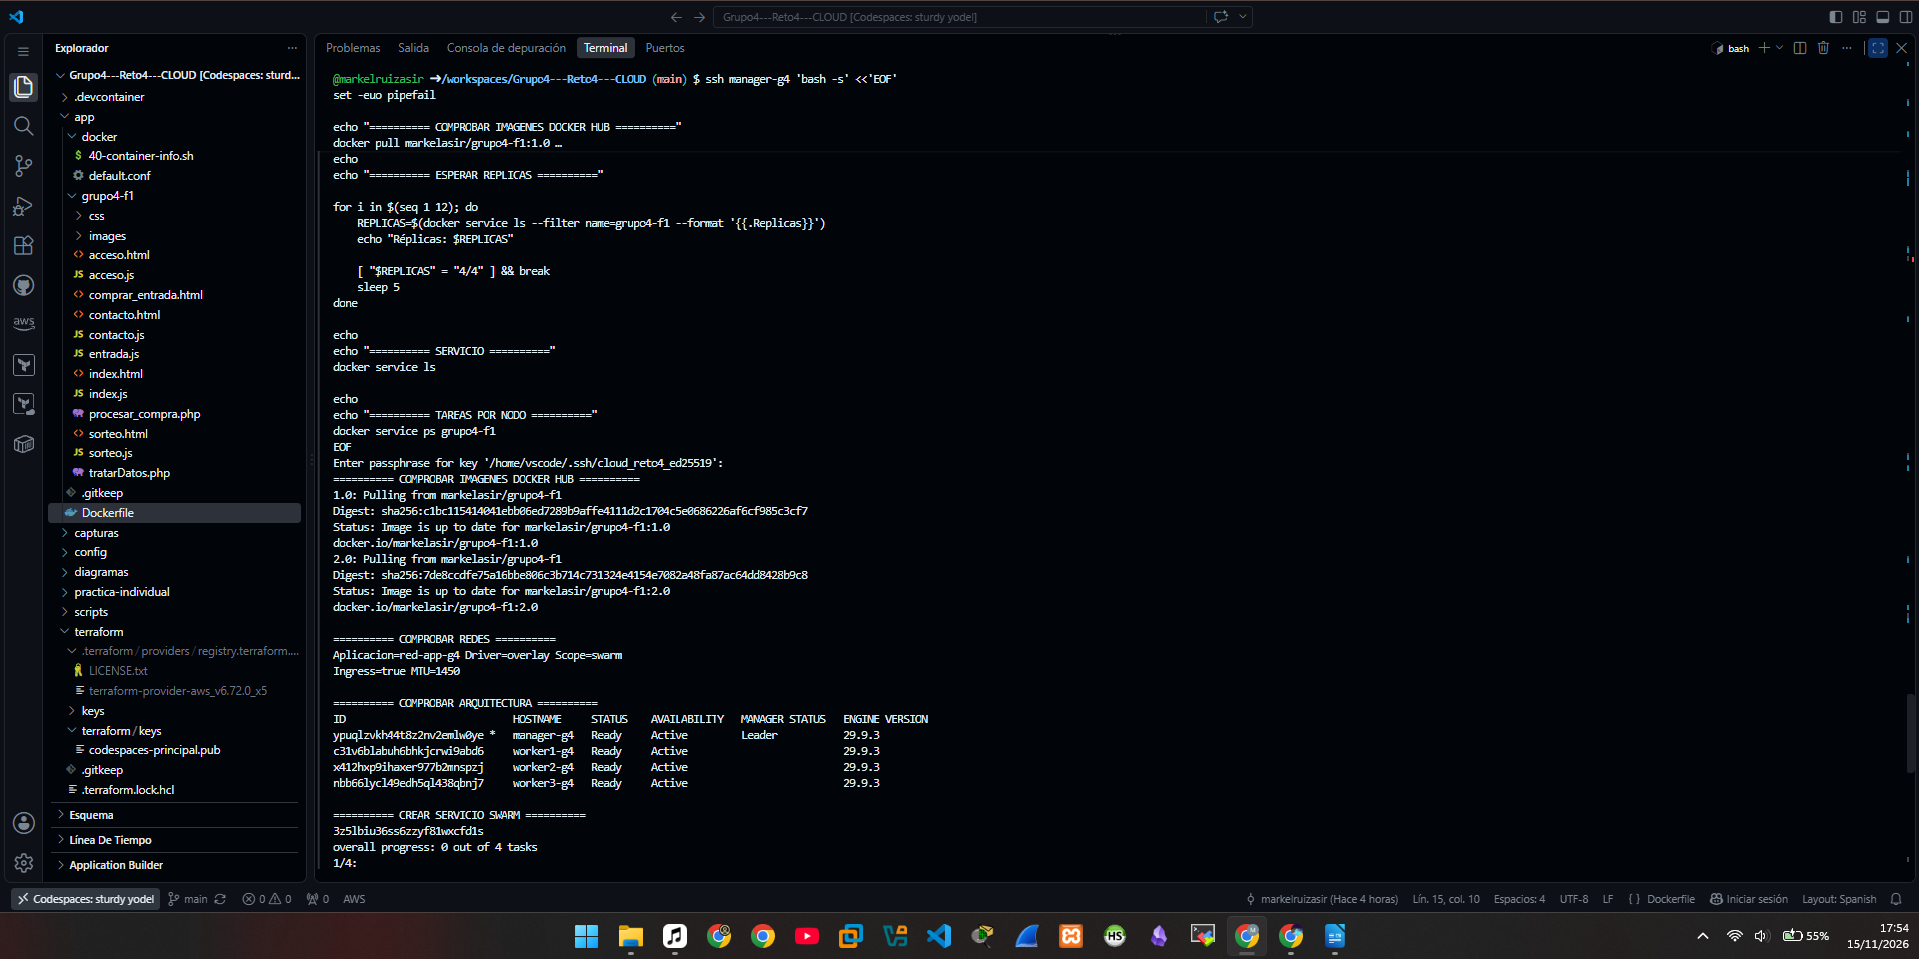 Grupo4---Reto4---CLOUD [Codespaces: sturdy yodel]
Explorador
Grupo4---Reto4---CLOUD [Codespaces: sturd...
.devcontainer
app
docker
40-container-info.sh
default.conf
grupo4-f1
css
images
acceso.html
acceso.js
comprar_entrada.html
contacto.html
contacto.js
entrada.js
index.html
index.js
procesar_compra.php
sorteo.html
sorteo.js
tratarDatos.php
.gitkeep
Dockerfile
capturas
config
diagramas
practica-individual
scripts
terraform
.terraform / providers / registry.terraform....
LICENSE.txt
terraform-provider-aws_v6.72.0_x5
keys
terraform / keys
codespaces-principal.pub
.gitkeep
.terraform.lock.hcl
Esquema
Línea De Tiempo
Application Builder
Problemas Salida Consola de depuración Terminal Puertos
bash
@markelruizasir ➜/workspaces/Grupo4---Reto4---CLOUD (main) $ ssh manager-g4 'bash -s' <<'EOF'
set -euo pipefail
echo "========== COMPROBAR IMAGENES DOCKER HUB =========="
docker pull markelasir/grupo4-f1:1.0 …
echo
echo "========== ESPERAR REPLICAS =========="
for i in $(seq 1 12); do
REPLICAS=$(docker service ls --filter name=grupo4-f1 --format '{{.Replicas}}')
echo "Réplicas: $REPLICAS"
[ "$REPLICAS" = "4/4" ] && break
sleep 5
done
echo
echo "========== SERVICIO =========="
docker service ls
echo
echo "========== TAREAS POR NODO =========="
docker service ps grupo4-f1
EOF
Enter passphrase for key '/home/vscode/.ssh/cloud_reto4_ed25519':
========== COMPROBAR IMAGENES DOCKER HUB ==========
1.0: Pulling from markelasir/grupo4-f1
Digest: sha256:c1bc115414041ebb06ed7289b9affe4111d2c1704c5e0686226af6cf985c3cf7
Status: Image is up to date for markelasir/grupo4-f1:1.0
docker.io/markelasir/grupo4-f1:1.0
2.0: Pulling from markelasir/grupo4-f1
Digest: sha256:7de8ccdfe75a16bbe806c3b714c731324e4154e7082a48fa87ac64dd8428b9c8
Status: Image is up to date for markelasir/grupo4-f1:2.0
docker.io/markelasir/grupo4-f1:2.0
========== COMPROBAR REDES ==========
Aplicacion=red-app-g4 Driver=overlay Scope=swarm
Ingress=true MTU=1450
========== COMPROBAR ARQUITECTURA ==========
ID HOSTNAME STATUS AVAILABILITY MANAGER STATUS ENGINE VERSION
ypuqlzvkh44t8z2nv2emlw0ye * manager-g4 Ready Active Leader 29.9.3
c31v6blabuh6bhkjcrwi9abd6 worker1-g4 Ready Active 29.9.3
x412hxp9ihaxer977b2mnspzj worker2-g4 Ready Active 29.9.3
nbb66lycl49edh5ql438qbnj7 worker3-g4 Ready Active 29.9.3
========== CREAR SERVICIO SWARM ==========
3z5lbiu36ss6zzyf81wxcfd1s
overall progress: 0 out of 4 tasks
1/4:
aws
Codespaces: sturdy yodel main 0 0 0 AWS
markelruizasir (Hace 4 horas) Lín. 15, col. 10 Espacios: 4 UTF-8 LF { } Dockerfile Iniciar sesión Layout: Spanish
HS
55%
17:54
15/11/2026